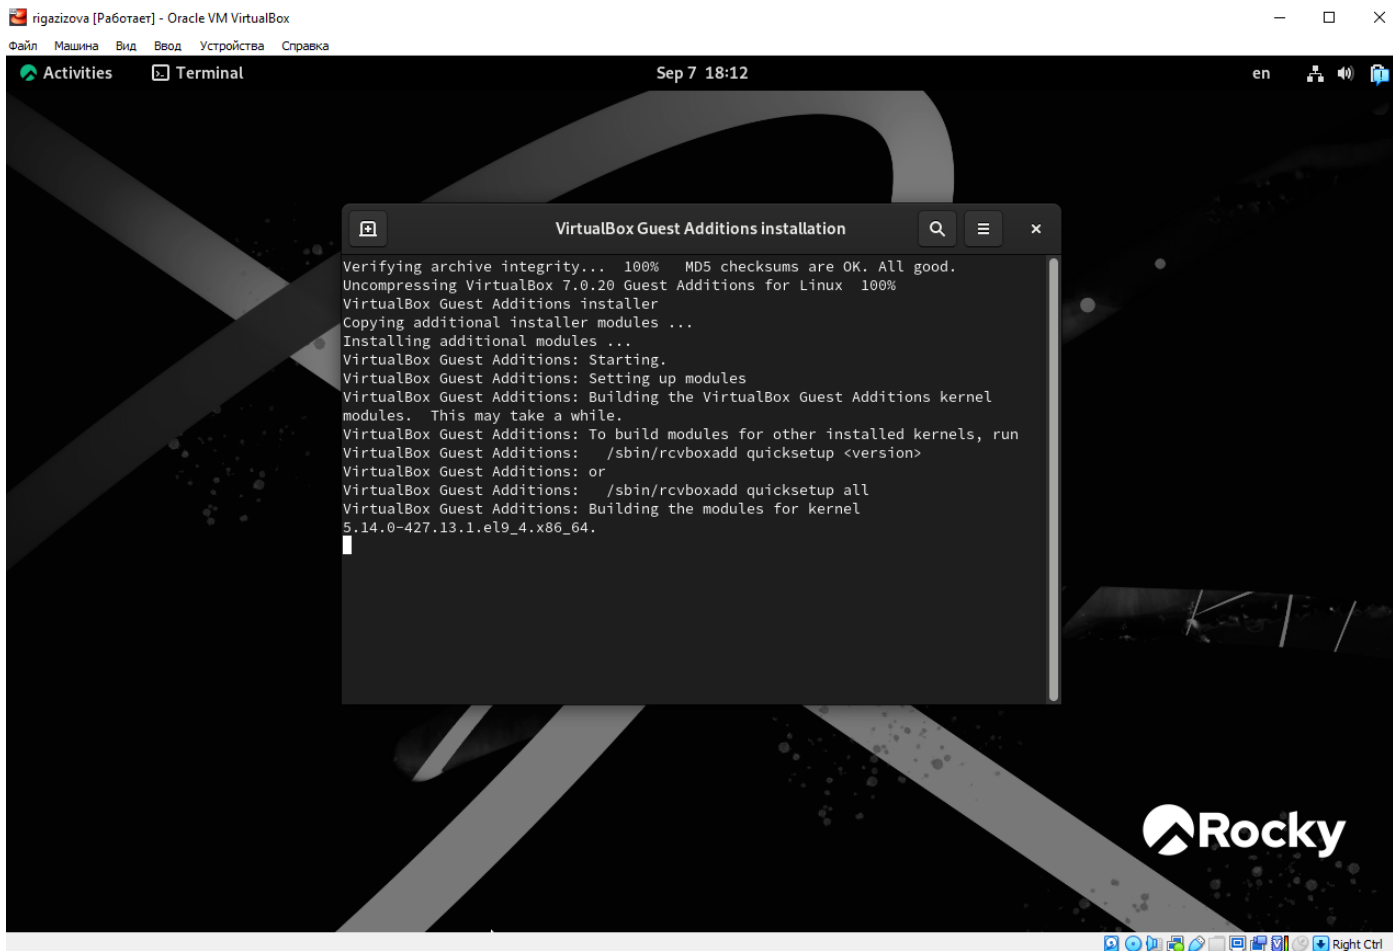 rigazizova [Работает] - Oracle VM VirtualBox
Файл Машина Вид Ввод Устройства Справка
Activities Terminal Sep 7 18:12 en
VirtualBox Guest Additions installation
Verifying archive integrity... 100% MD5 checksums are OK. All good.
Uncompressing VirtualBox 7.0.20 Guest Additions for Linux 100%
VirtualBox Guest Additions installer
Copying additional installer modules ...
Installing additional modules ...
VirtualBox Guest Additions: Starting.
VirtualBox Guest Additions: Setting up modules
VirtualBox Guest Additions: Building the VirtualBox Guest Additions kernel
modules. This may take a while.
VirtualBox Guest Additions: To build modules for other installed kernels, run
VirtualBox Guest Additions: /sbin/rcvboxadd quicksetup <version>
VirtualBox Guest Additions: or
VirtualBox Guest Additions: /sbin/rcvboxadd quicksetup all
VirtualBox Guest Additions: Building the modules for kernel
5.14.0-427.13.1.el9_4.x86_64.
Rocky
Right Ctrl